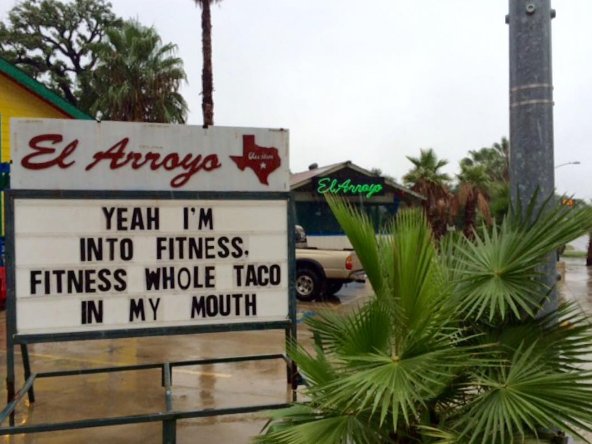 El Arroyo
El Arroyo
YEAH I'M
INTO FITNESS.
FITNESS WHOLE TACO
IN MY MOUTH